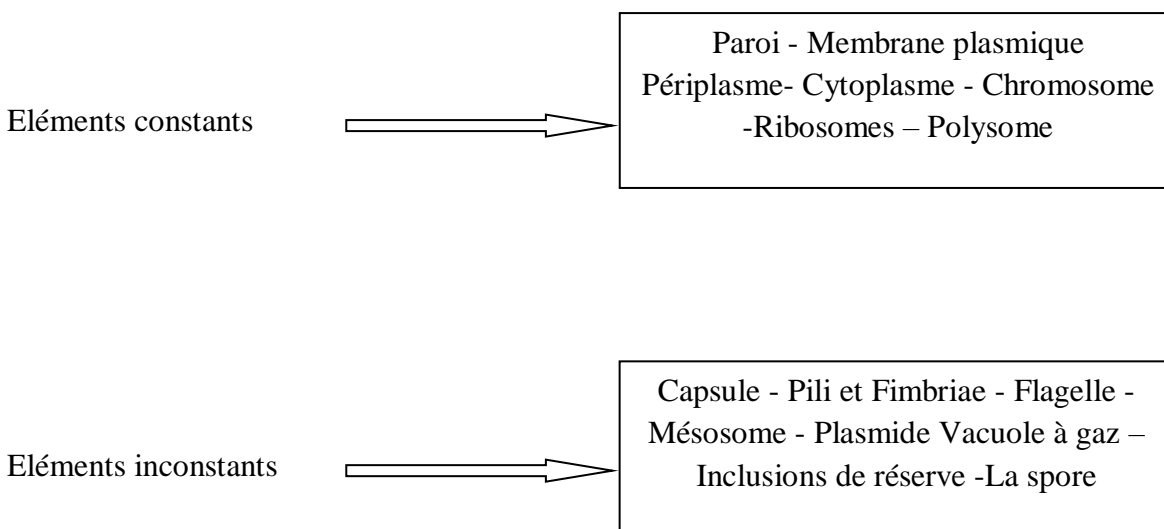 Eléments constants
Paroi - Membrane plasmique
Périplasme- Cytoplasme - Chromosome
-Ribosomes – Polysome
Eléments inconstants
Capsule - Pili et Fimbriae - Flagelle -
Mésosome - Plasmide Vacuole à gaz –
Inclusions de réserve -La spore